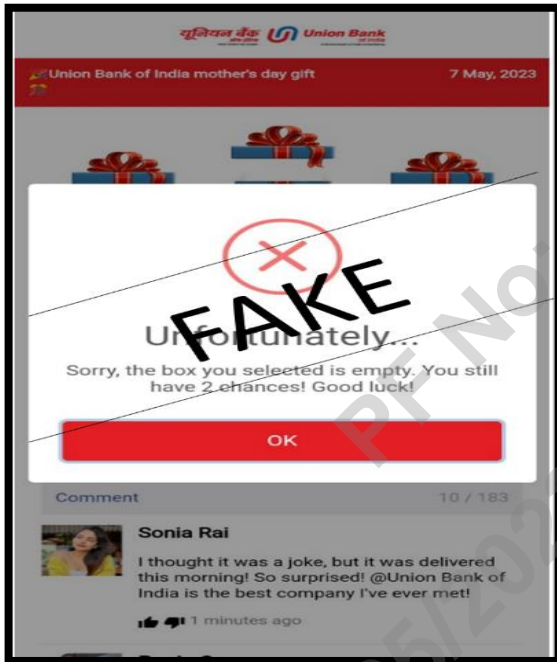 यूनियन बैंक Union Bank
Union Bank of India mother's day gift 7 May, 2023
FAKE
Unfortunately...
Sorry, the box you selected is empty. You still
have 2 chances! Good luck!
OK
Comment 10 / 183
Sonia Rai
I thought it was a joke, but it was delivered
this morning! So surprised! @Union Bank of
India is the best company I've ever met!
1 minutes ago